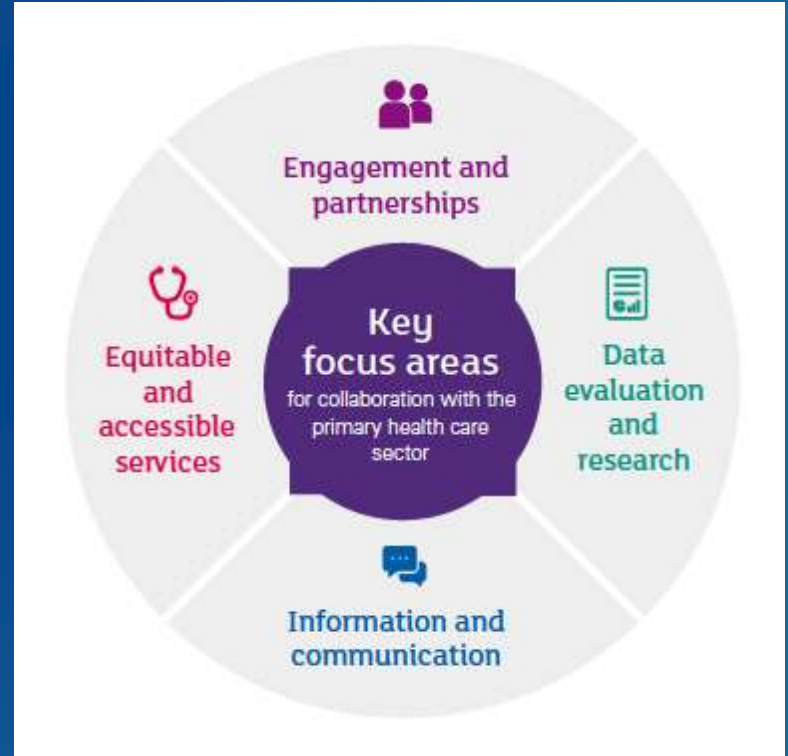 Engagement and
partnerships
Equitable
and
accessible
services
Key
focus areas
for collaboration with the
primary health care
sector
Data
evaluation
and
research
Information and
communication